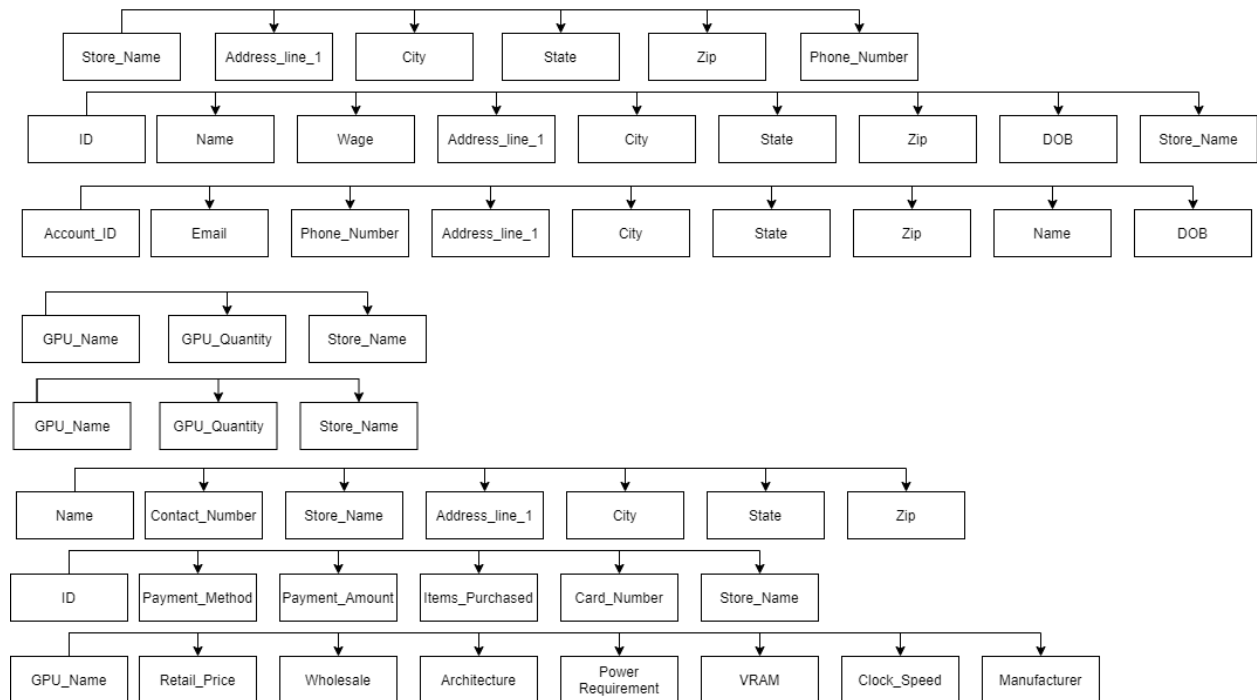 Store_Name Address_line_1 City State Zip Phone_Number
ID Name Wage Address_line_1 City State Zip DOB Store_Name
Account_ID Email Phone_Number Address_line_1 City State Zip Name DOB
GPU_Name GPU_Quantity Store_Name
GPU_Name GPU_Quantity Store_Name
Name Contact_Number Store_Name Address_line_1 City State Zip
ID Payment_Method Payment_Amount Items_Purchased Card_Number Store_Name
GPU_Name Retail_Price Wholesale Architecture Power Requirement VRAM Clock_Speed Manufacturer